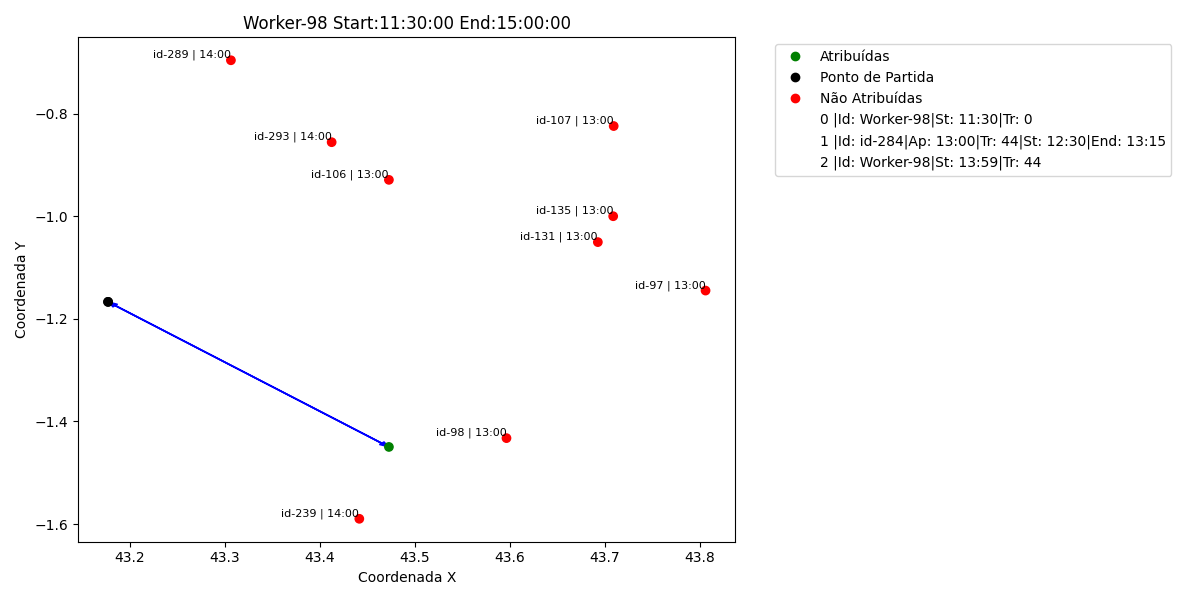 Worker-98 Start:11:30:00 End:15:00:00
id-289 | 14:00
id-293 | 14:00
id-107 | 13:00
id-106 | 13:00
id-135 | 13:00
id-131 | 13:00
id-97 | 13:00
id-98 | 13:00
id-239 | 14:00
−0.8
−1.0
−1.2
−1.4
−1.6
Coordenada Y
43.2 43.3 43.4 43.5 43.6 43.7 43.8
Coordenada X
Atribuídas
Ponto de Partida
Não Atribuídas
0 |Id: Worker-98|St: 11:30|Tr: 0
1 |Id: id-284|Ap: 13:00|Tr: 44|St: 12:30|End: 13:15
2 |Id: Worker-98|St: 13:59|Tr: 44